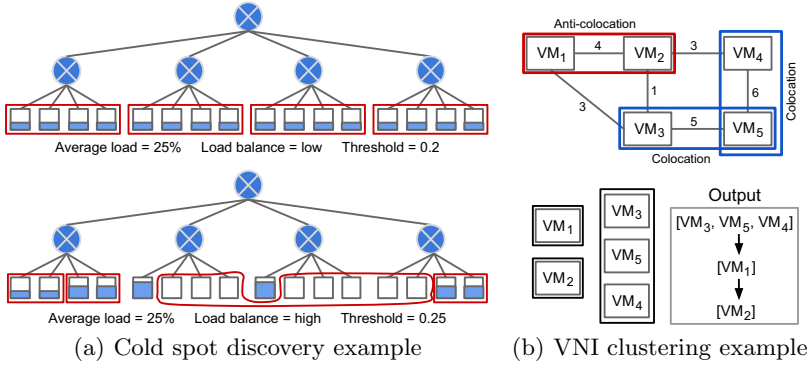 Average load = 25% Load balance = low Threshold = 0.2
Average load = 25% Load balance = high Threshold = 0.25
(a) Cold spot discovery example
Anti-colocation
VM1 4 VM2 3 VM4
3 1 6
VM3 5 VM5
Colocation
Colocation
VM1
VM2
VM3
VM5
VM4
Output
[VM3, VM5, VM4]
[VM1]
[VM2]
(b) VNI clustering example